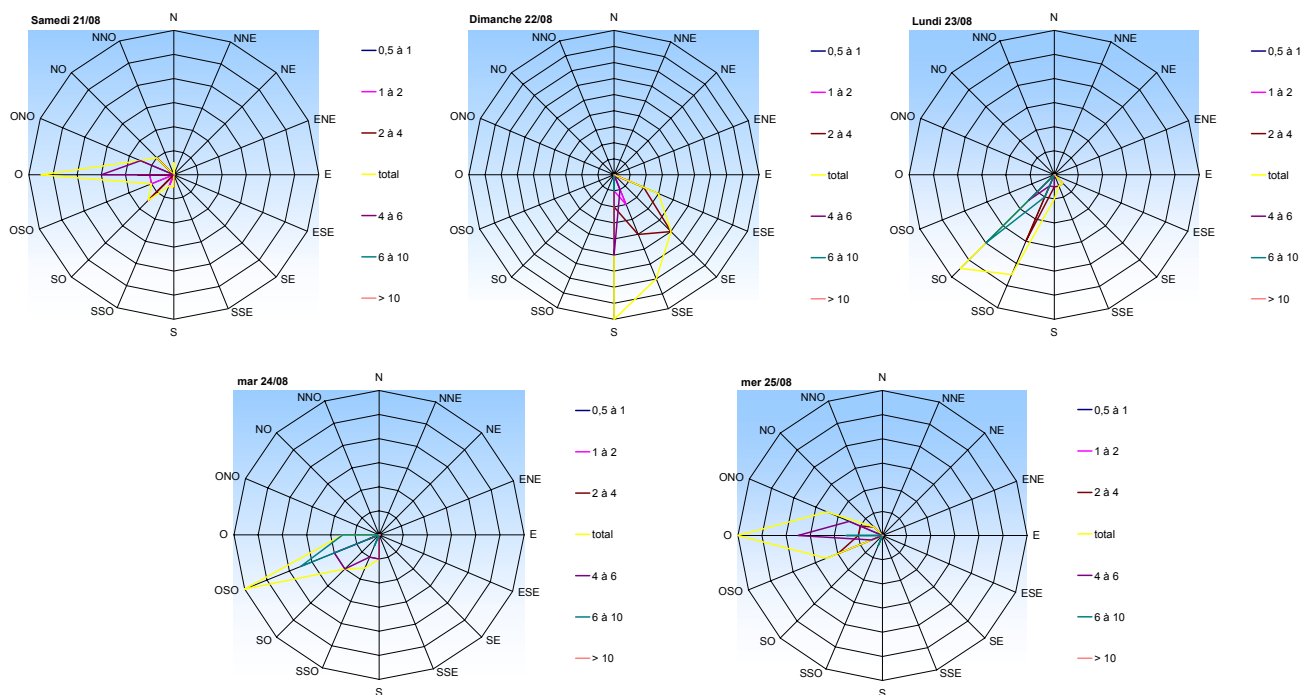 Samedi 21/08
N
NNE
NE
ENE
E
ESE
SE
SSE
S
SSO
SO
OSO
O
ONO
NO
NNO
0,5 à 1
1 à 2
2 à 4
total
4 à 6
6 à 10
> 10
Dimanche 22/08
N
NNE
NE
ENE
E
ESE
SE
SSE
S
SSO
SO
OSO
O
ONO
NO
NNO
0,5 à 1
1 à 2
2 à 4
total
4 à 6
6 à 10
> 10
Lundi 23/08
N
NNE
NE
ENE
E
ESE
SE
SSE
S
SSO
SO
OSO
O
ONO
NO
NNO
0,5 à 1
1 à 2
2 à 4
total
4 à 6
6 à 10
> 10
mar 24/08
N
NNE
NE
ENE
E
ESE
SE
SSE
S
SSO
SO
OSO
O
ONO
NO
NNO
0,5 à 1
1 à 2
2 à 4
total
4 à 6
6 à 10
> 10
mer 25/08
N
NNE
NE
ENE
E
ESE
SE
SSE
S
SSO
SO
OSO
O
ONO
NO
NNO
0,5 à 1
1 à 2
2 à 4
total
4 à 6
6 à 10
> 10